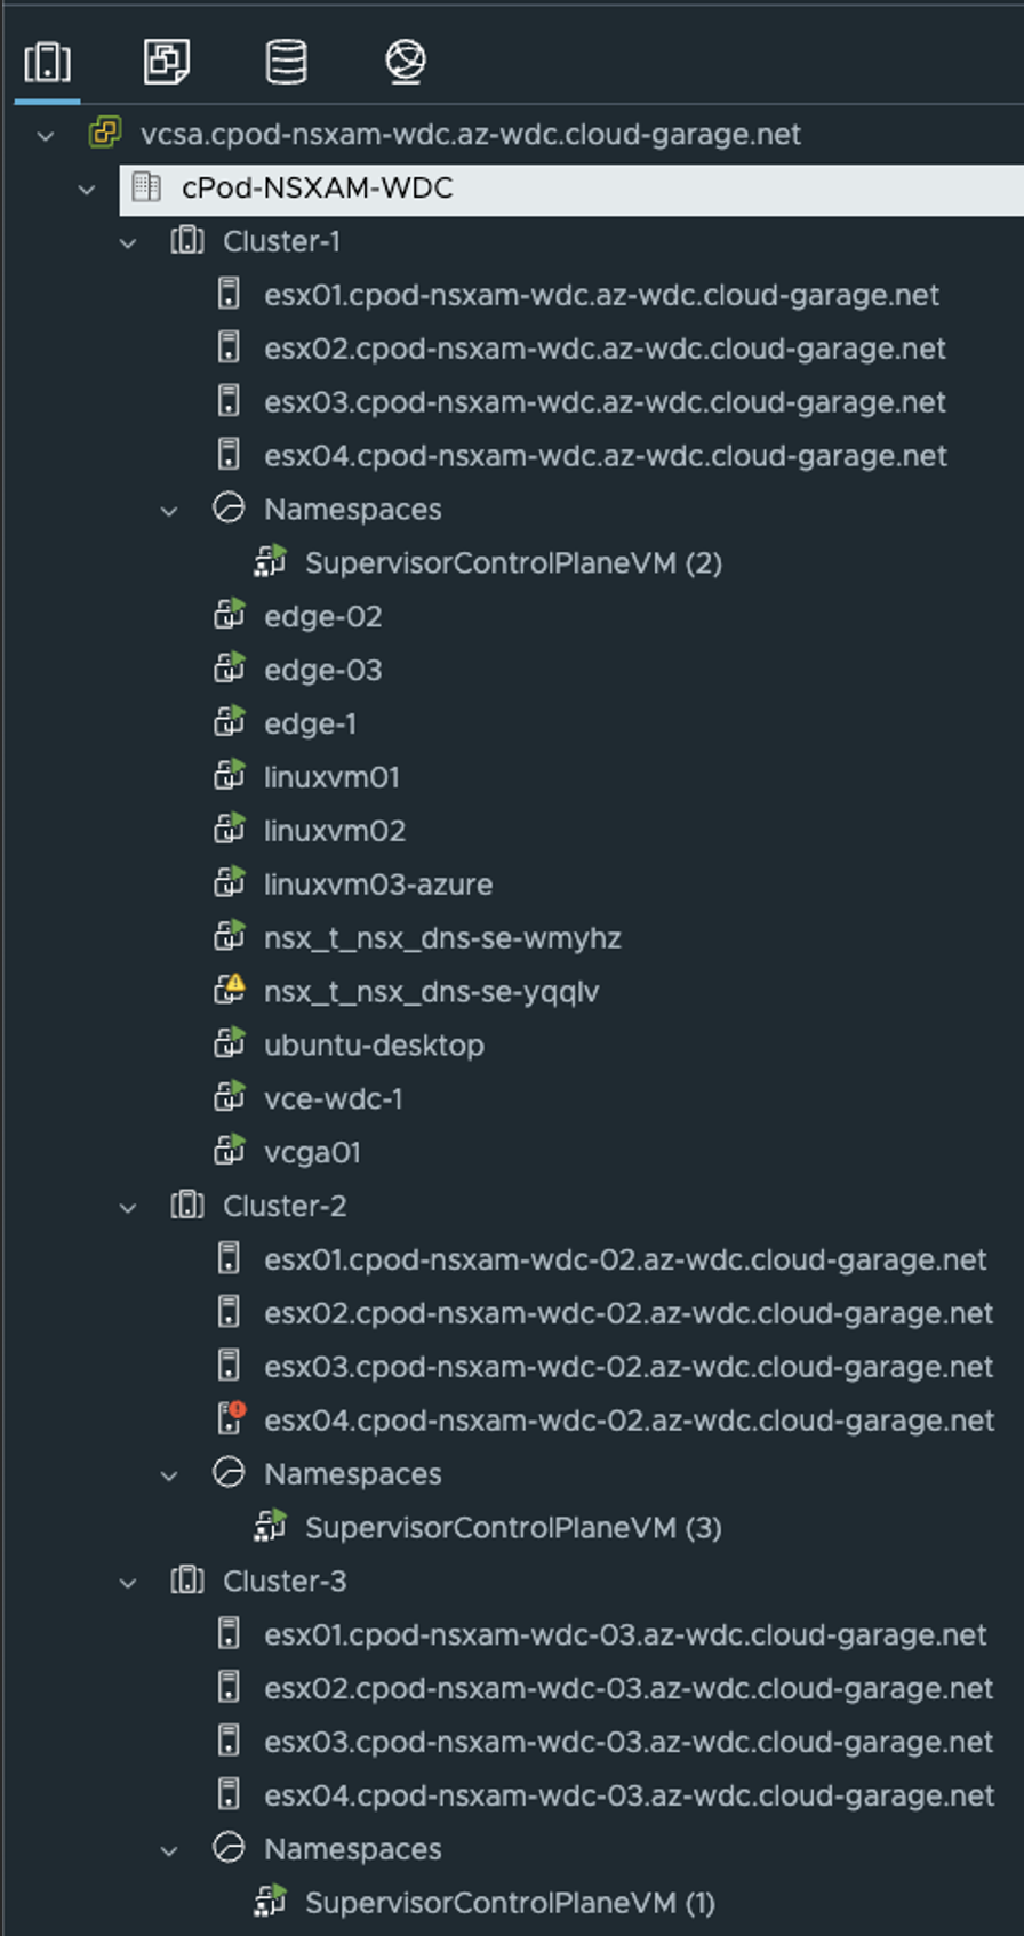 vcsa.cpod-nsxam-wdc.az-wdc.cloud-garage.net
cPod-NSXAM-WDC
Cluster-1
esx01.cpod-nsxam-wdc.az-wdc.cloud-garage.net
esx02.cpod-nsxam-wdc.az-wdc.cloud-garage.net
esx03.cpod-nsxam-wdc.az-wdc.cloud-garage.net
esx04.cpod-nsxam-wdc.az-wdc.cloud-garage.net
Namespaces
SupervisorControlPlaneVM (2)
edge-02
edge-03
edge-1
linuxvm01
linuxvm02
linuxvm03-azure
nsx_t_nsx_dns-se-wmyhz
nsx_t_nsx_dns-se-yqqlv
ubuntu-desktop
vce-wdc-1
vcga01
Cluster-2
esx01.cpod-nsxam-wdc-02.az-wdc.cloud-garage.net
esx02.cpod-nsxam-wdc-02.az-wdc.cloud-garage.net
esx03.cpod-nsxam-wdc-02.az-wdc.cloud-garage.net
esx04.cpod-nsxam-wdc-02.az-wdc.cloud-garage.net
Namespaces
SupervisorControlPlaneVM (3)
Cluster-3
esx01.cpod-nsxam-wdc-03.az-wdc.cloud-garage.net
esx02.cpod-nsxam-wdc-03.az-wdc.cloud-garage.net
esx03.cpod-nsxam-wdc-03.az-wdc.cloud-garage.net
esx04.cpod-nsxam-wdc-03.az-wdc.cloud-garage.net
Namespaces
SupervisorControlPlaneVM (1)